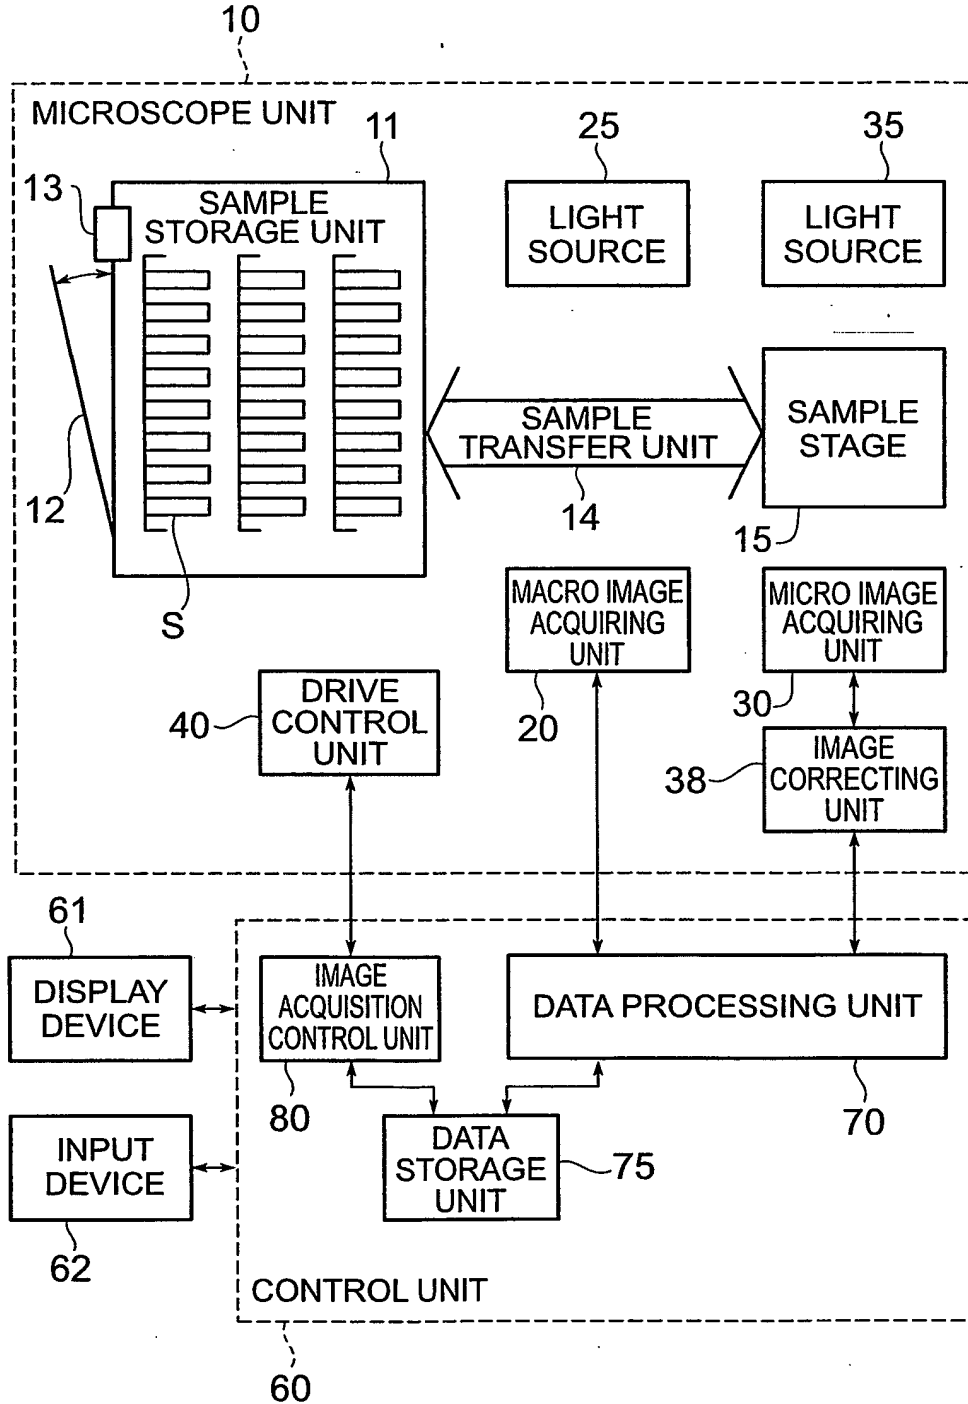 10
MICROSCOPE UNIT
11
25
35
13
SAMPLE
STORAGE UNIT
LIGHT
SOURCE
LIGHT
SOURCE
SAMPLE
TRANSFER UNIT
SAMPLE
STAGE
12
14
15
S
MACRO IMAGE
ACQUIRING
UNIT
MICRO IMAGE
ACQUIRING
UNIT
20
30
40
DRIVE
CONTROL
UNIT
38
IMAGE
CORRECTING
UNIT
61
DISPLAY
DEVICE
IMAGE
ACQUISITION
CONTROL UNIT
DATA PROCESSING UNIT
80
70
INPUT
DEVICE
DATA
STORAGE
UNIT
75
62
CONTROL UNIT
60